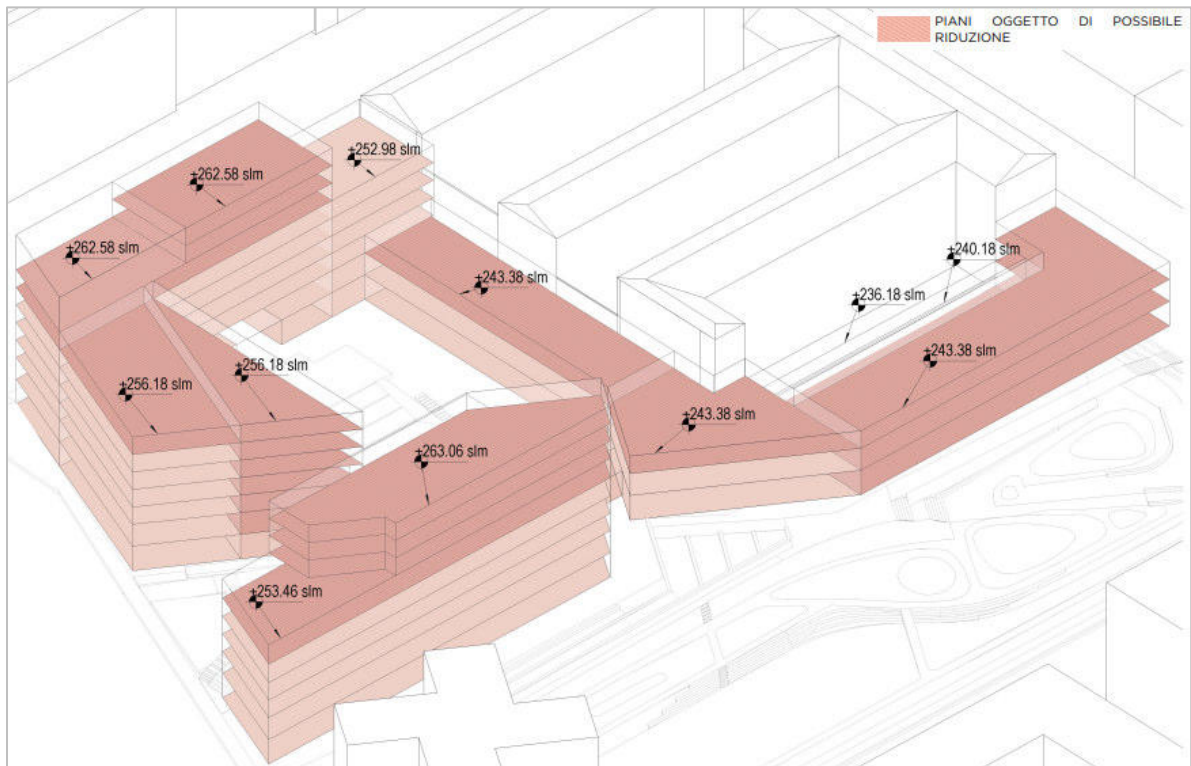 PIANI OGGETTO DI POSSIBILE
RIDUZIONE
+252.98 slm
+262.58 slm
+262.58 slm
+240.18 slm
+243.38 slm
+236.18 slm
+243.38 slm
+256.18 slm
+256.18 slm
+243.38 slm
+263.06 slm
+253.46 slm